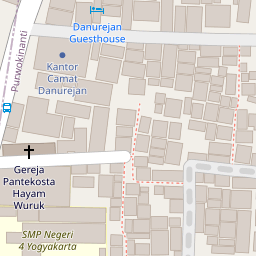 Danurejan
Guesthouse
Purwokinanti
Kantor
Camat
Danurejan
Gereja
Pantekosta
Hayam
Wuruk
SMP Negeri
4 Yogyakarta